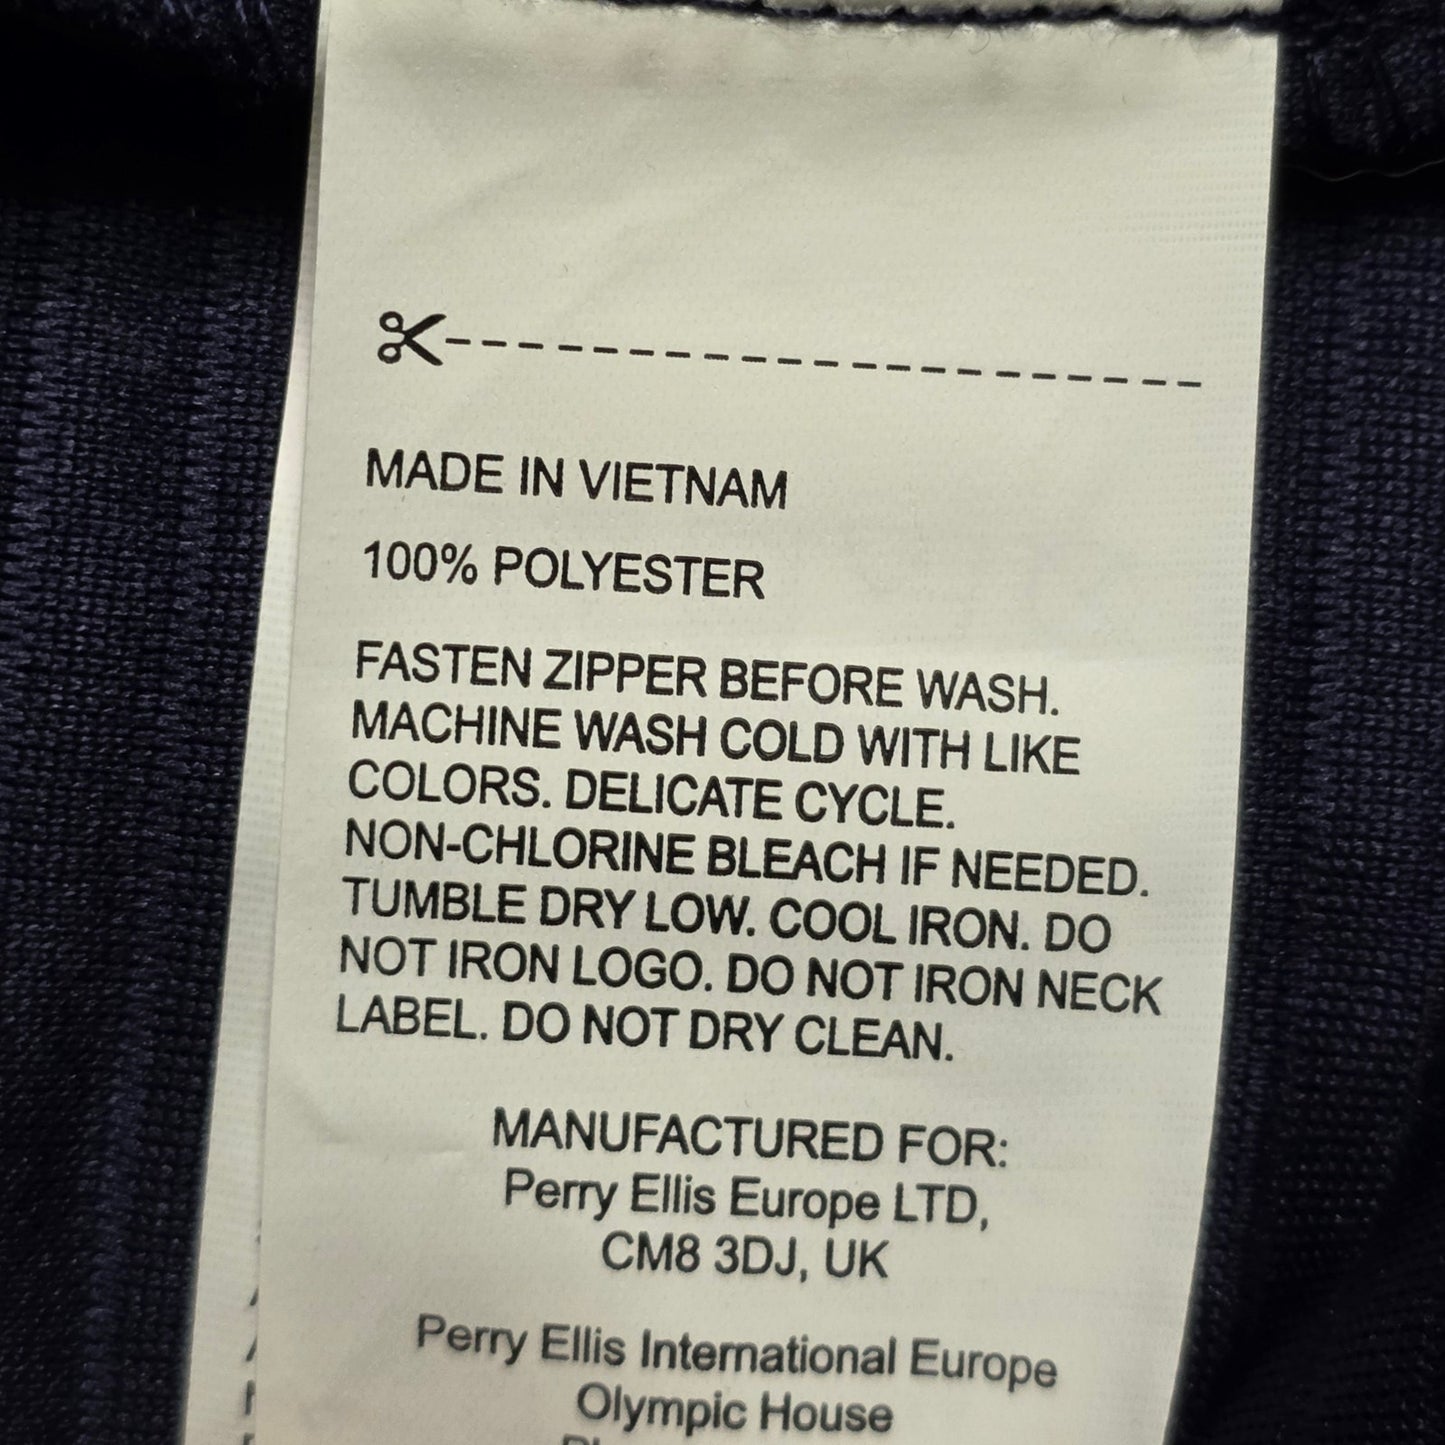 MADE IN VIETNAM
100% POLYESTER
FASTEN ZIPPER BEFORE WASH.
MACHINE WASH COLD WITH LIKE
COLORS. DELICATE CYCLE.
NON-CHLORINE BLEACH IF NEEDED.
TUMBLE DRY LOW. COOL IRON. DO
NOT IRON LOGO. DO NOT IRON NECK
LABEL. DO NOT DRY CLEAN.
MANUFACTURED FOR:
Perry Ellis Europe LTD,
CM8 3DJ, UK
Perry Ellis International Europe
Olympic House